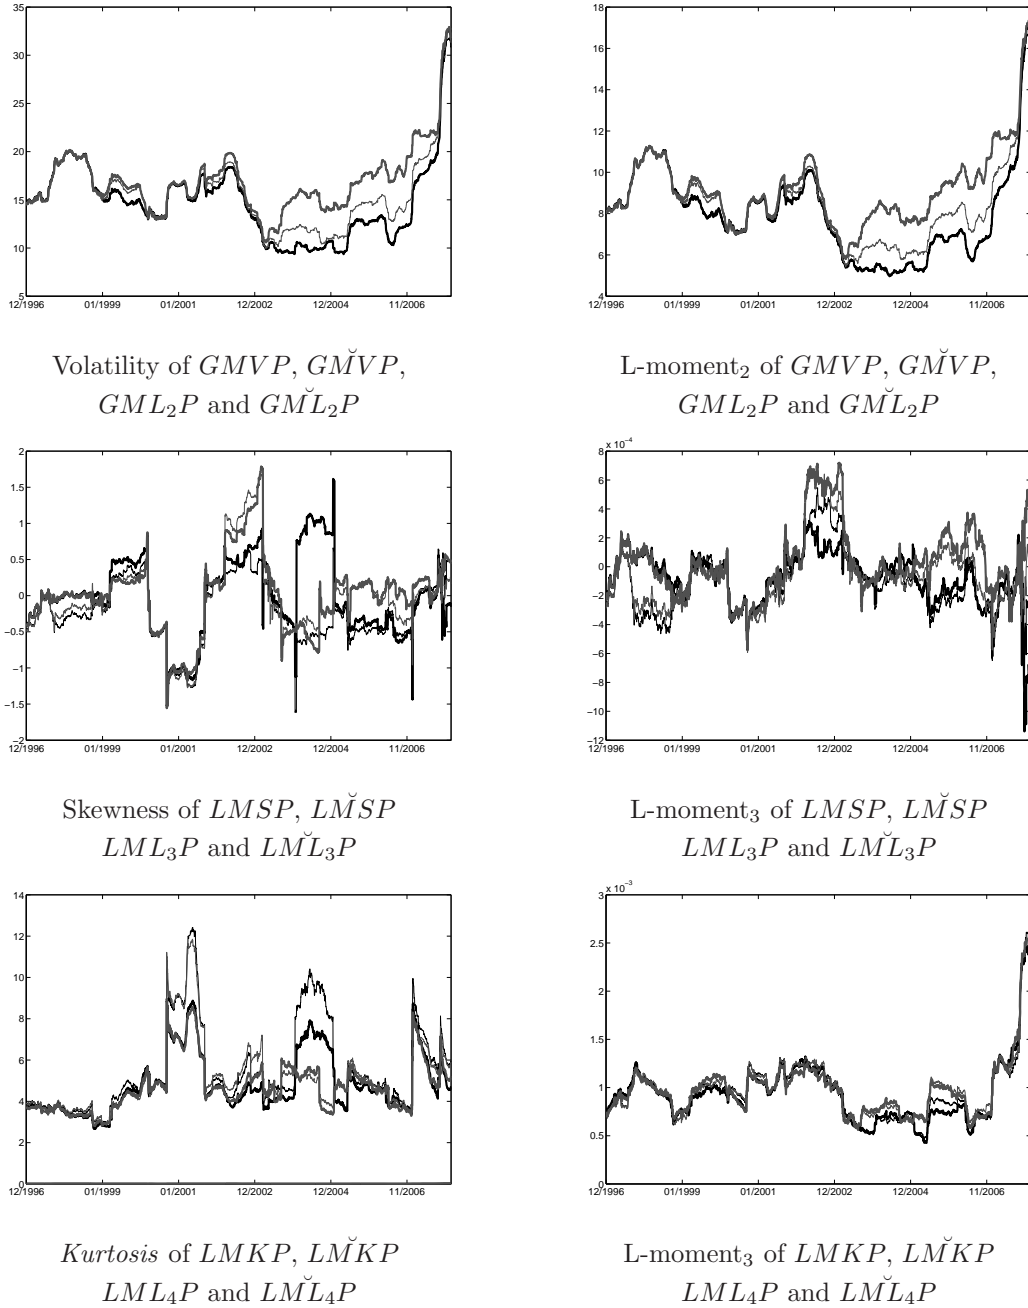 35
30
25
20
15
10
5
12/1996 01/1999 01/2001 12/2002 12/2004 11/2006
18
16
14
12
10
8
6
4
12/1996 01/1999 01/2001 12/2002 12/2004 11/2006
Volatility of GMVP, GM̆VP,
GML₂P and GM̆L₂P
L-moment₂ of GMVP, GM̆VP,
GML₂P and GM̆L₂P
2
1.5
1
0.5
0
−0.5
−1
−1.5
−2
12/1996 01/1999 01/2001 12/2002 12/2004 11/2006
x 10⁻⁴
8
6
4
2
0
−2
−4
−6
−8
−10
−12
12/1996 01/1999 01/2001 12/2002 12/2004 11/2006
Skewness of LMSP, LM̆SP
LML₃P and LM̆L₃P
L-moment₃ of LMSP, LM̆SP
LML₃P and LM̆L₃P
14
12
10
8
6
4
2
0
12/1996 01/1999 01/2001 12/2002 12/2004 11/2006
x 10⁻³
3
2.5
2
1.5
1
0.5
0
12/1996 01/1999 01/2001 12/2002 12/2004 11/2006
Kurtosis of LMKP, LM̆KP
LML₄P and LM̆L₄P
L-moment₃ of LMKP, LM̆KP
LML₄P and LM̆L₄P